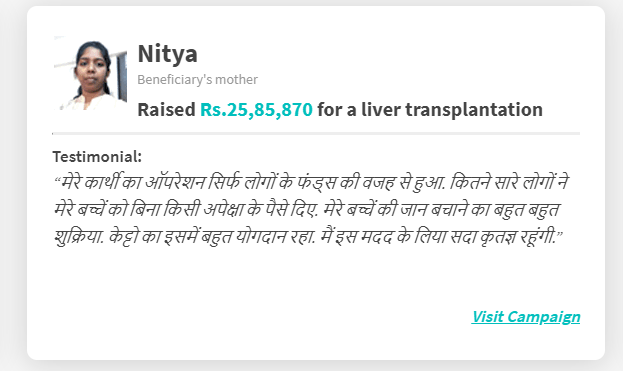 Nitya
Beneficiary's mother
Raised Rs.25,85,870 for a liver transplantation
Testimonial:
“मेरे कार्थी का ऑपरेशन सिर्फ लोगों के फंड्स की वजह से हुआ. कितने सारे लोगों ने
मेरे बच्चें को बिना किसी अपेक्षा के पैसे दिए. मेरे बच्चें की जान बचाने का बहुत बहुत
शुक्रिया. केट्टो का इसमें बहुत योगदान रहा. मैं इस मदद के लिया सदा कृतज्ञ रहूंगी.”
Visit Campaign